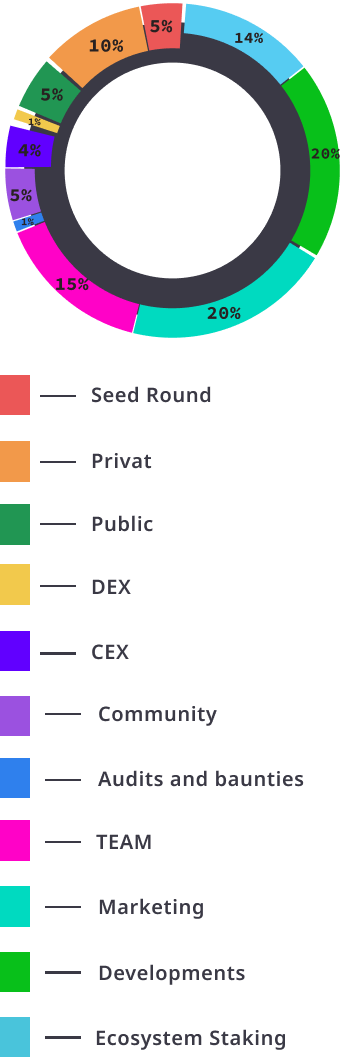 5%
14%
10%
5%
1%
20%
4%
5%
1%
15%
20%
Seed Round
Privat
Public
DEX
CEX
Community
Audits and baunties
TEAM
Marketing
Developments
Ecosystem Staking